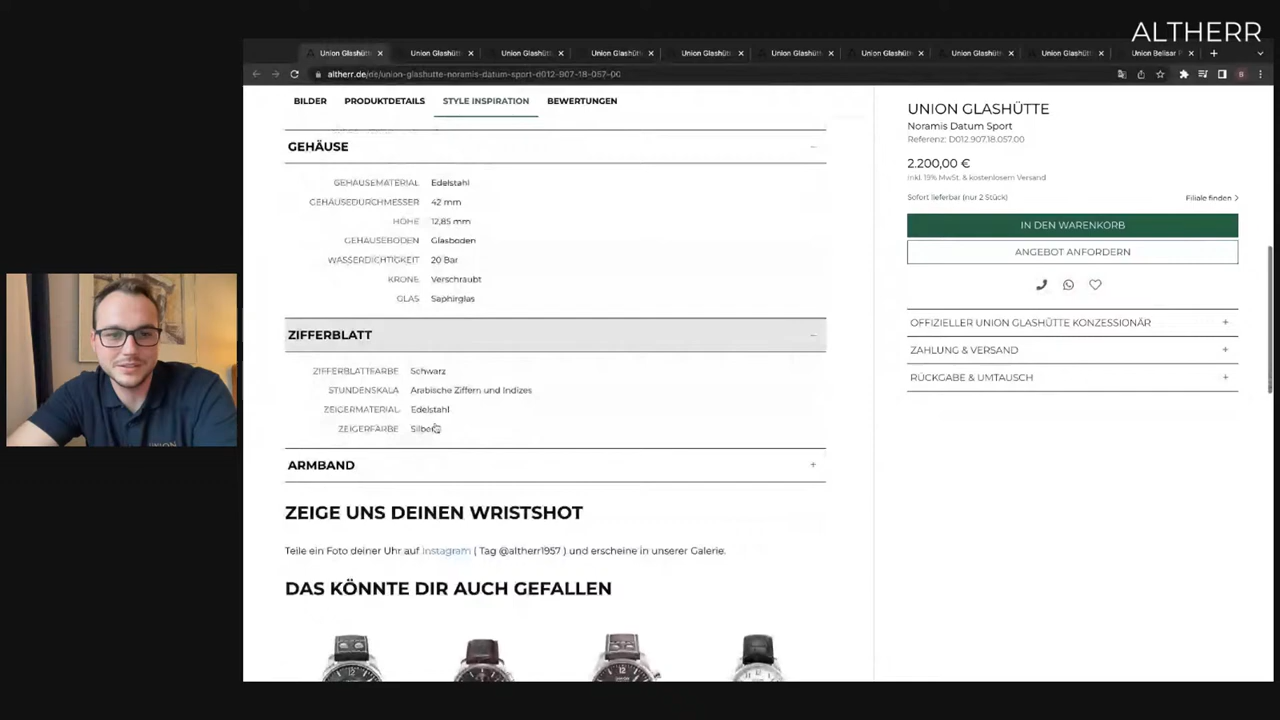 ALTHERR
Union Glashütte
Union Glashütt
Union Glashütt
Union Glashütt
Union Glashütt
Union Glashütt
Union Glashütt
Union Glashütt
Union Glashütt
Union Belisar P
altherr.de/de/union-glashutte-noramis-datum-sport-d012-907-18-057-00
BILDER PRODUKTDETAILS STYLE INSPIRATION BEWERTUNGEN
GEHÄUSE
GEHÄUSEMATERIAL Edelstahl
GEHÄUSEDURCHMESSER 42 mm
HÖHE 12,85 mm
GEHÄUSEBODEN Glasboden
WASSERDICHTIGKEIT 20 Bar
KRONE Verschraubt
GLAS Saphirglas
ZIFFERBLATT
ZIFFERBLATTFARBE Schwarz
STUNDENSKALA Arabische Ziffern und Indizes
ZEIGERMATERIAL Edelstahl
ZEIGERFARBE Silber
ARMBAND
ZEIGE UNS DEINEN WRISTSHOT
Teile ein Foto deiner Uhr auf instagram ( Tag @altherr1957 ) und erscheine in unserer Galerie.
DAS KÖNNTE DIR AUCH GEFALLEN
UNION GLASHÜTTE
Noramis Datum Sport
Referenz: D012.907.18.057.00
2.200,00 €
inkl. 19% MwSt. & kostenlosem Versand
Sofort lieferbar (nur 2 Stück) Filiale finden
IN DEN WARENKORB
ANGEBOT ANFORDERN
OFFIZIELLER UNION GLASHÜTTE KONZESSIONÄR
ZAHLUNG & VERSAND
RÜCKGABE & UMTAUSCH